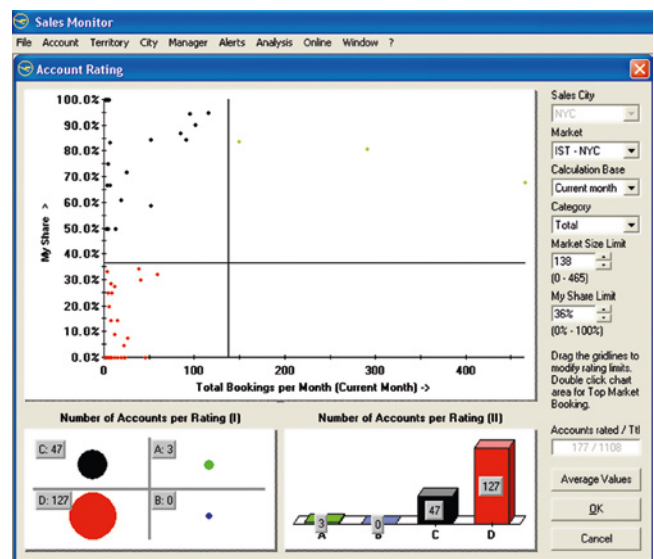 Sales Monitor
File Account Territory City Manager Alerts Analysis Online Window ?
Account Rating
100.0%
90.0%
80.0%
70.0%
60.0%
50.0%
40.0%
30.0%
20.0%
10.0%
0.0%
My Share ->
0 100 200 300 400
Total Bookings per Month (Current Month) ->
Sales City
NYC
Market
IST - NYC
Calculation Base
Current month
Category
Total
Market Size Limit
138
(0 - 465)
My Share Limit
36%
(0% - 100%)
Drag the gridlines to
modify rating limits.
Double click chart
area for Top Market
Booking.
Accounts rated / Ttl
177 / 1108
Average Values
OK
Cancel
Number of Accounts per Rating (I)
C: 47
A: 3
D: 127
B: 0
Number of Accounts per Rating (II)
3
0
47
127
A B C D